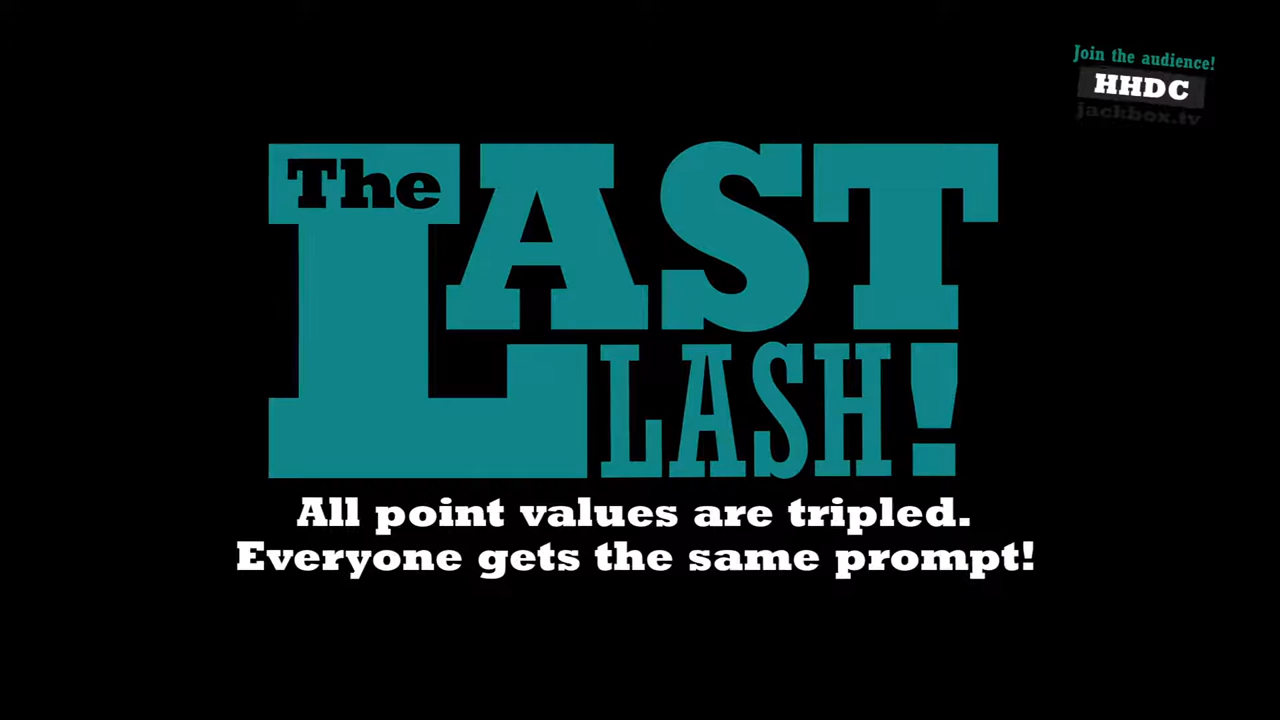 Join the audience!
HHDC
jackbox.tv
The LAST
LASH!
All point values are tripled.
Everyone gets the same prompt!